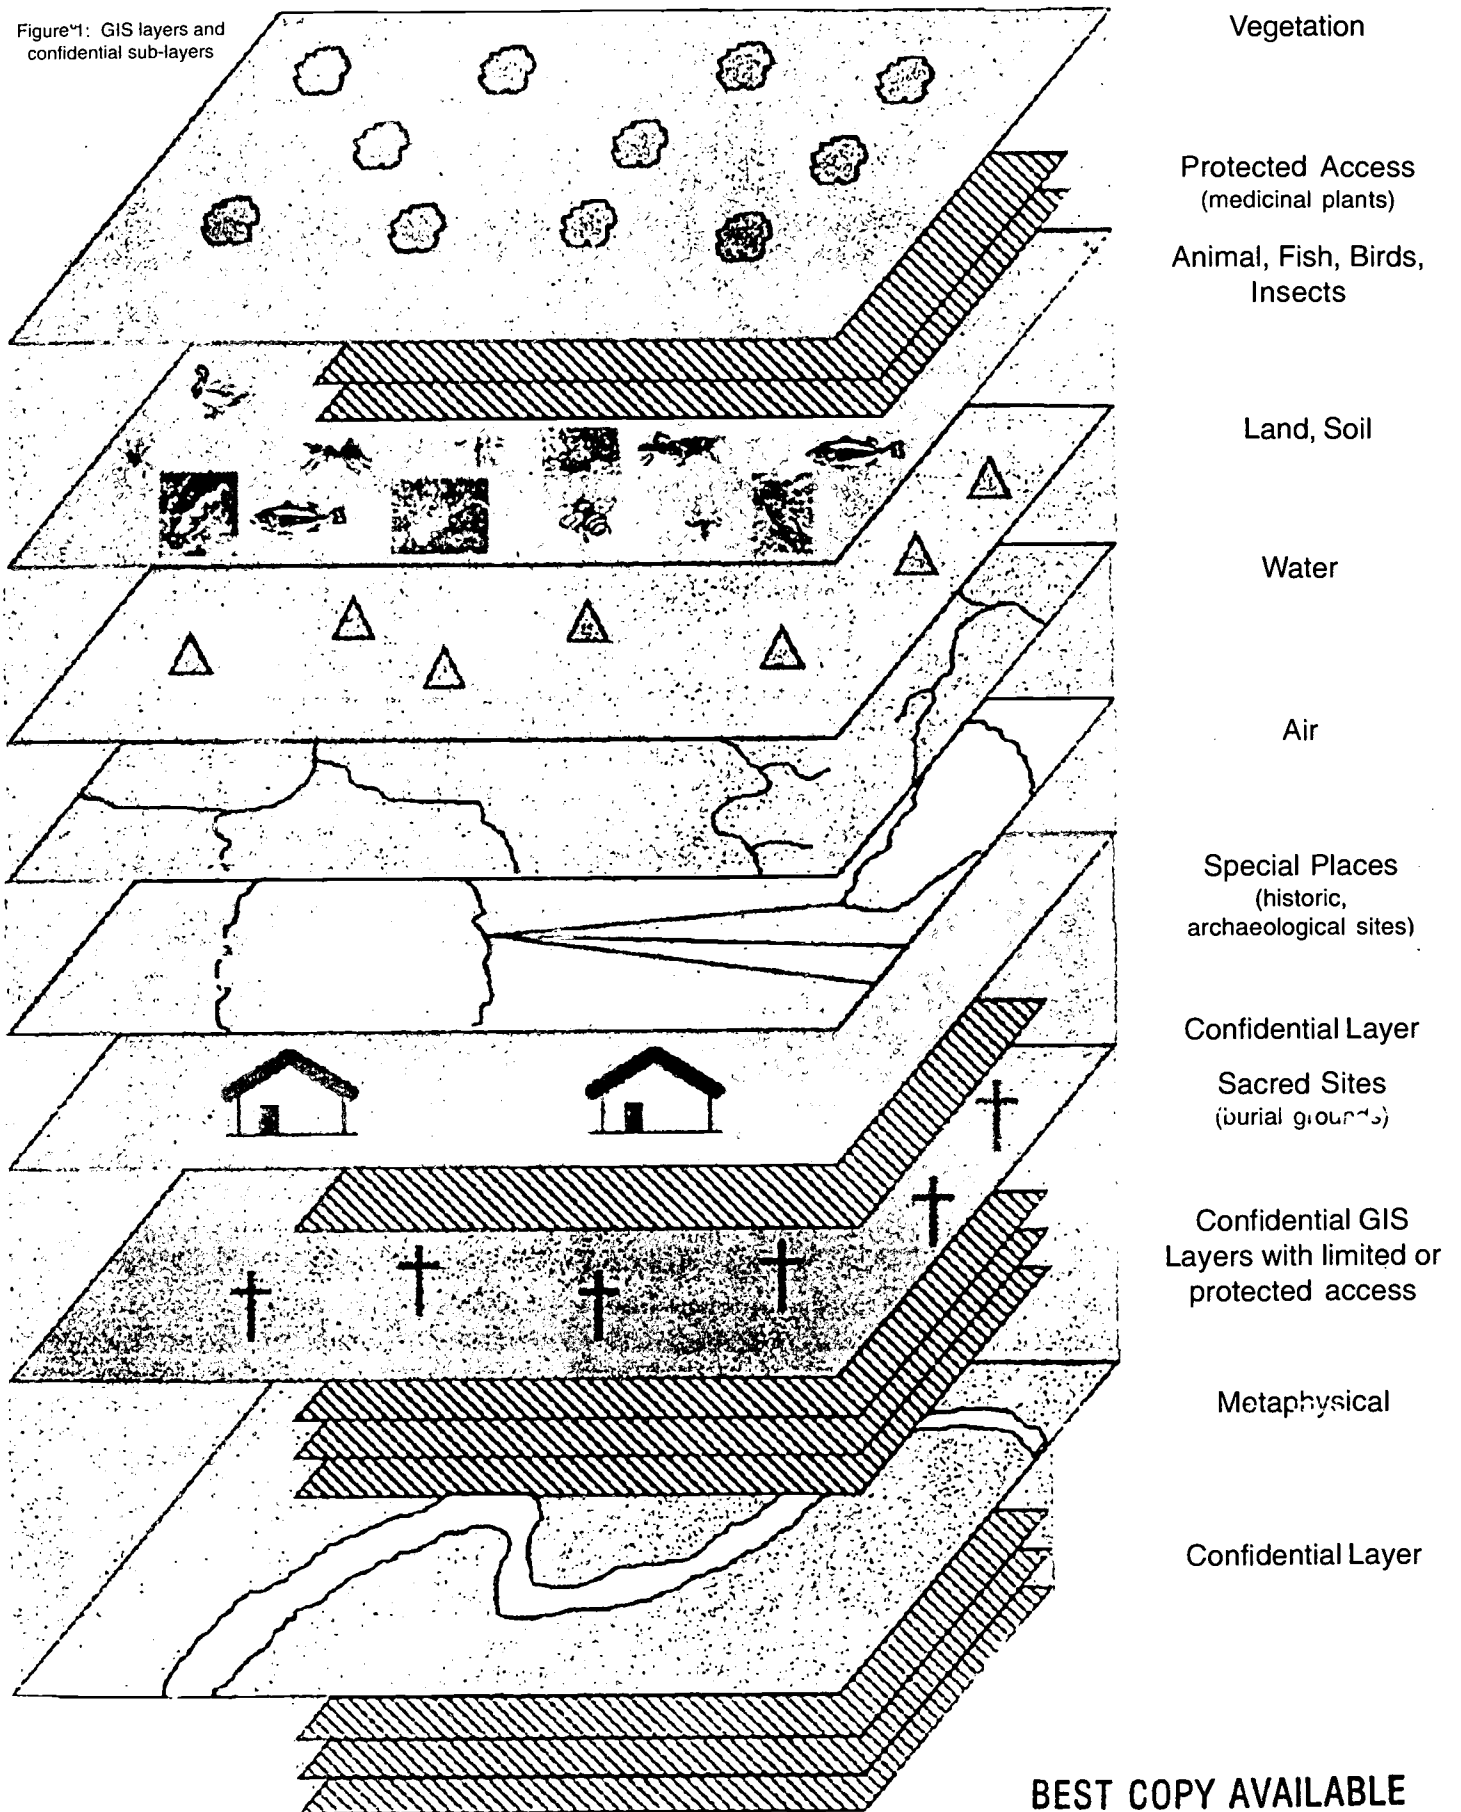 Figure 1: GIS layers and
confidential sub-layers
Vegetation
Protected Access
(medicinal plants)
Animal, Fish, Birds,
Insects
Land, Soil
Water
Air
Special Places
(historic,
archaeological sites)
Confidential Layer
Sacred Sites
(burial grounds)
Confidential GIS
Layers with limited or
protected access
Metaphysical
Confidential Layer
BEST COPY AVAILABLE